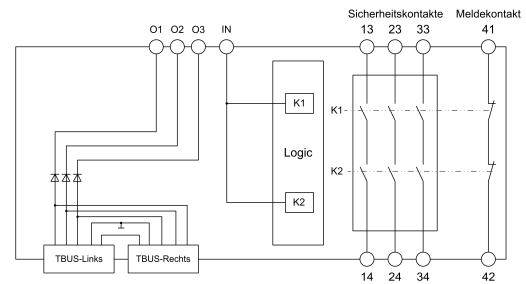 Sicherheitskontakte Meldekontakt
O1 O2 O3 IN 13 23 33 41
K1 K1
Logic
K2
K2
TBUS-Links TBUS-Rechts
14 24 34 42